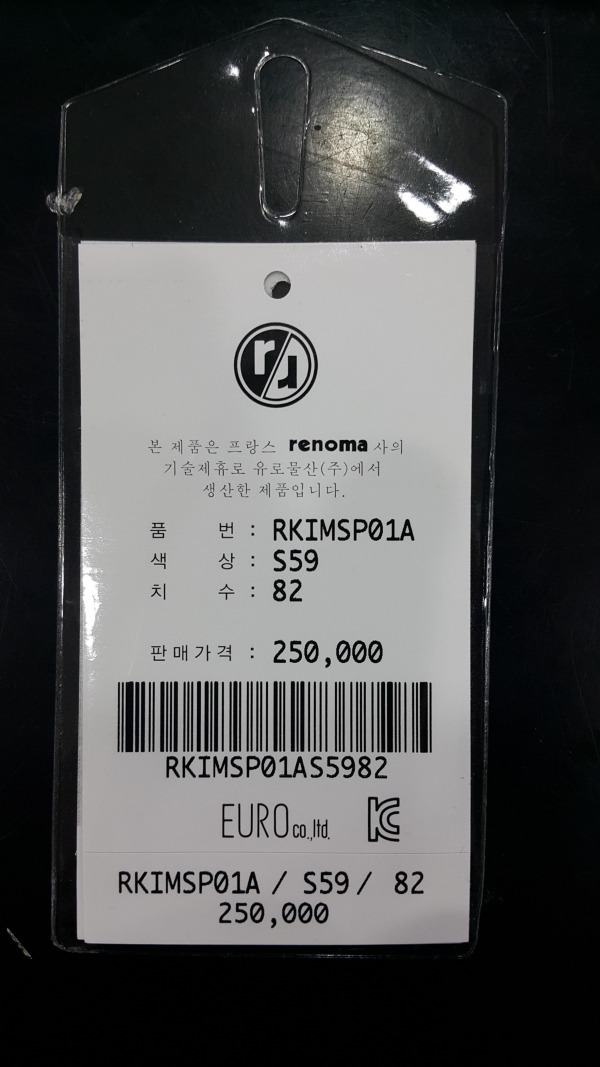 본 제품은 프랑스 renoma 사의
기술제휴로 유로물산(주)에서
생산한 제품입니다.
품 번 : RKIMSP01A
색 상 : S59
치 수 : 82
판매가격 : 250,000
RKIMSP01AS5982
EURO co.,ltd.
RKIMSP01A / S59 / 82
250,000